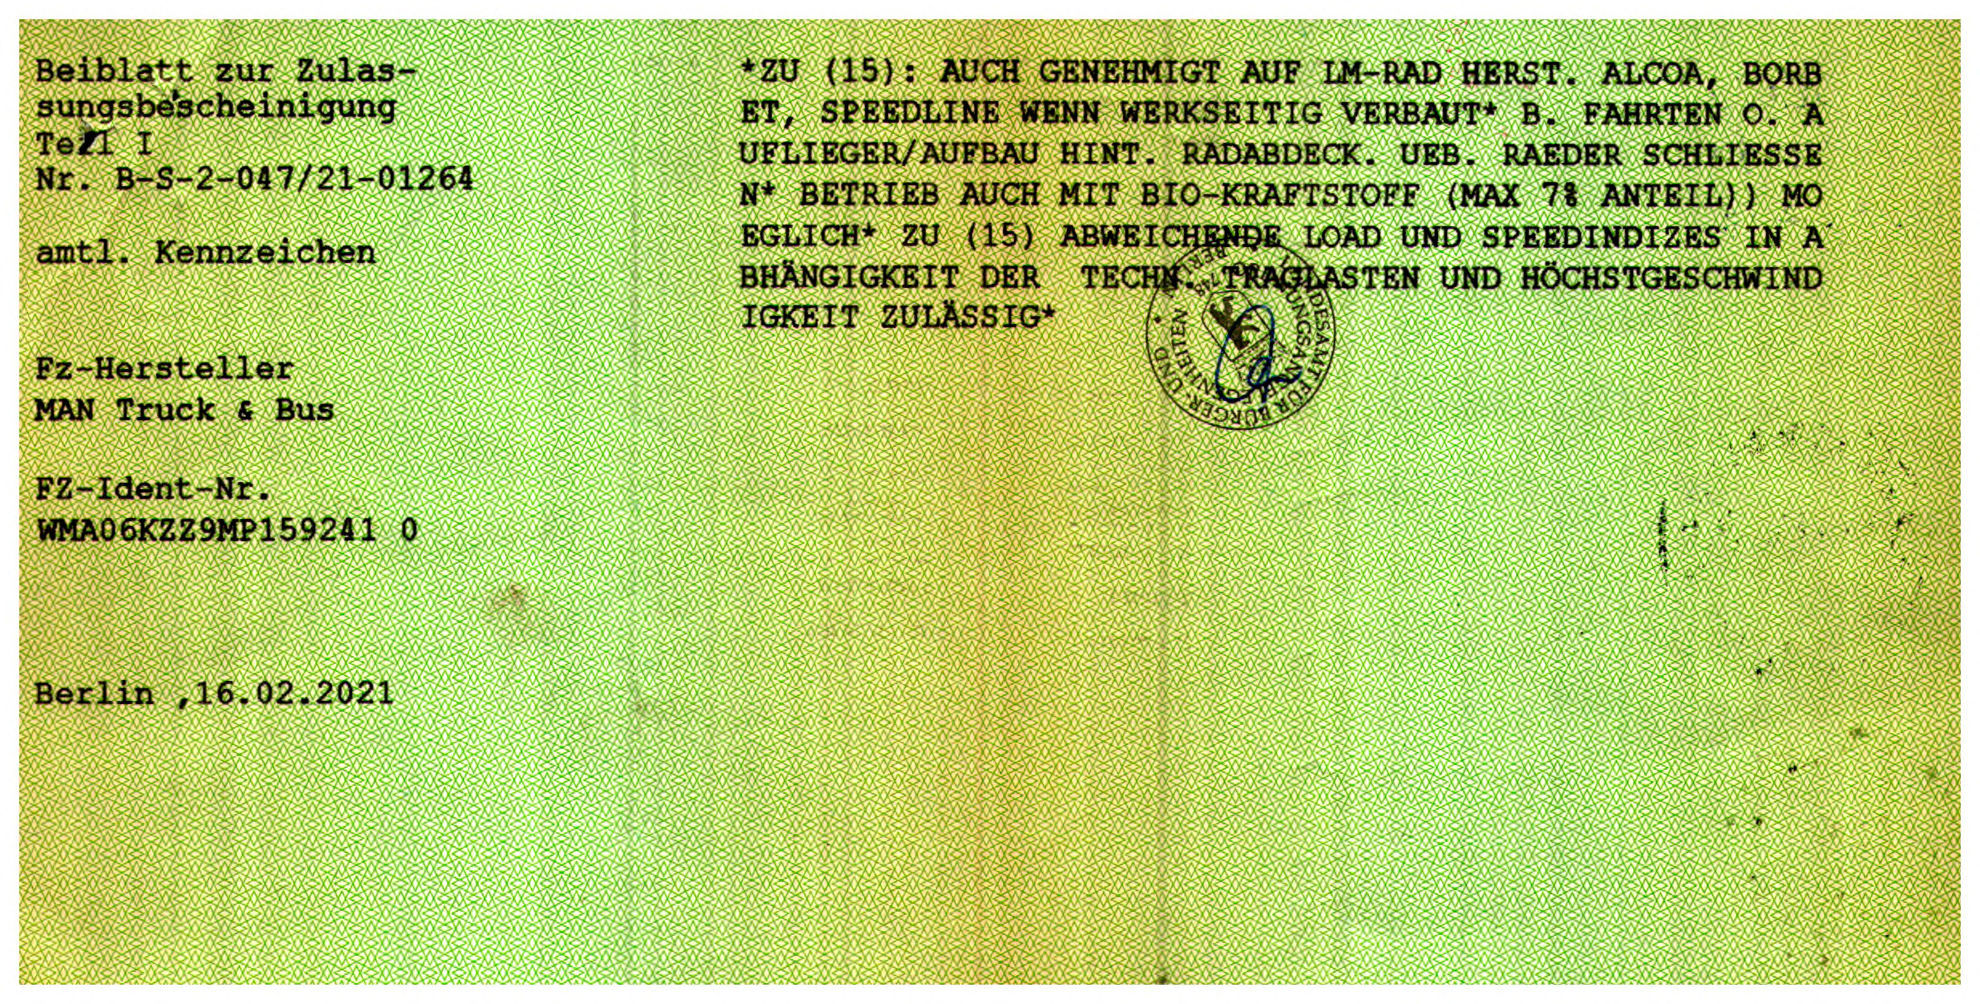 Beiblatt zur Zulas-
sungsbescheinigung
Teil I
Nr. B-S-2-047/21-01264
amtl. Kennzeichen
Fz-Hersteller
MAN Truck & Bus
FZ-Ident-Nr.
WMA06KZZ9MP159241 0
Berlin ,16.02.2021
*ZU (15): AUCH GENEHMIGT AUF LM-RAD HERST. ALCOA, BORB
ET, SPEEDLINE WENN WERKSEITIG VERBAUT* B. FAHRTEN O. A
UFLIEGER/AUFBAU HINT. RADABDECK. UEB. RAEDER SCHLIESSE
N* BETRIEB AUCH MIT BIO-KRAFTSTOFF (MAX 7% ANTEIL)) MO
EGLICH* ZU (15) ABWEICHENDE LOAD UND SPEEDINDIZES IN A
BHÄNGIGKEIT DER  TECHN. TRAGLASTEN UND HÖCHSTGESCHWIND
IGKEIT ZULÄSSIG*
FÜR BÜRGER- UND